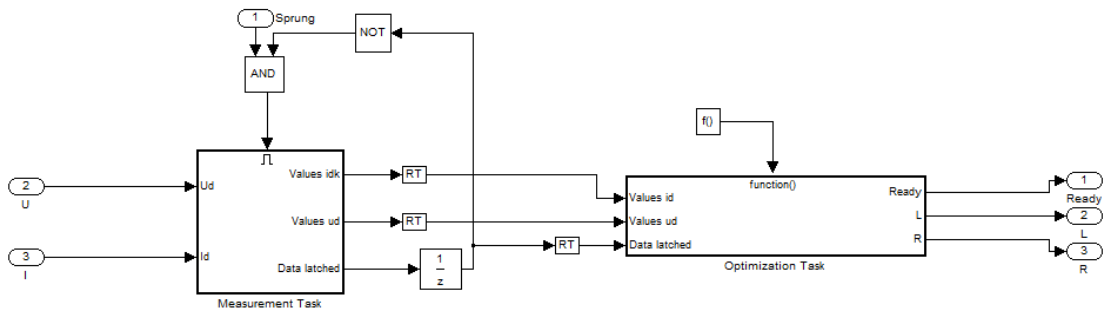 1
Sprung
NOT
AND
f()
2
U
3
I
Ud
Id
Values idk
Values ud
Data latched
Measurement Task
RT
RT
1
z
RT
function()
Values id
Values ud
Data latched
Ready
L
R
Optimization Task
1
Ready
2
L
3
R